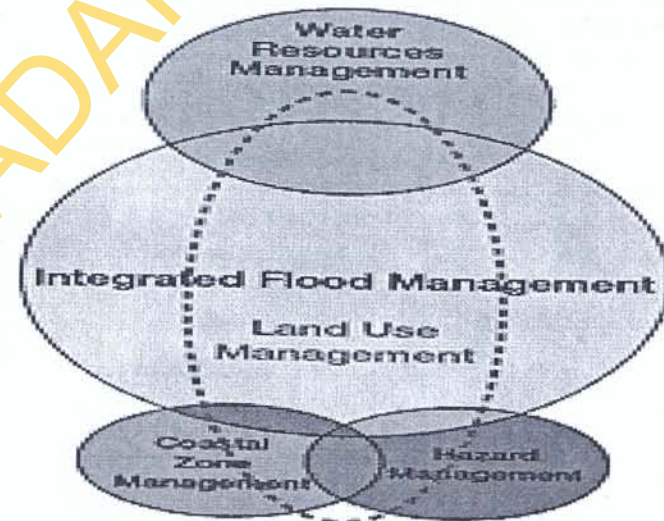 Water
Resources
Management
Integrated Flood Management
Land Use
Management
Coastal
Zone
Management
Hazard
Management